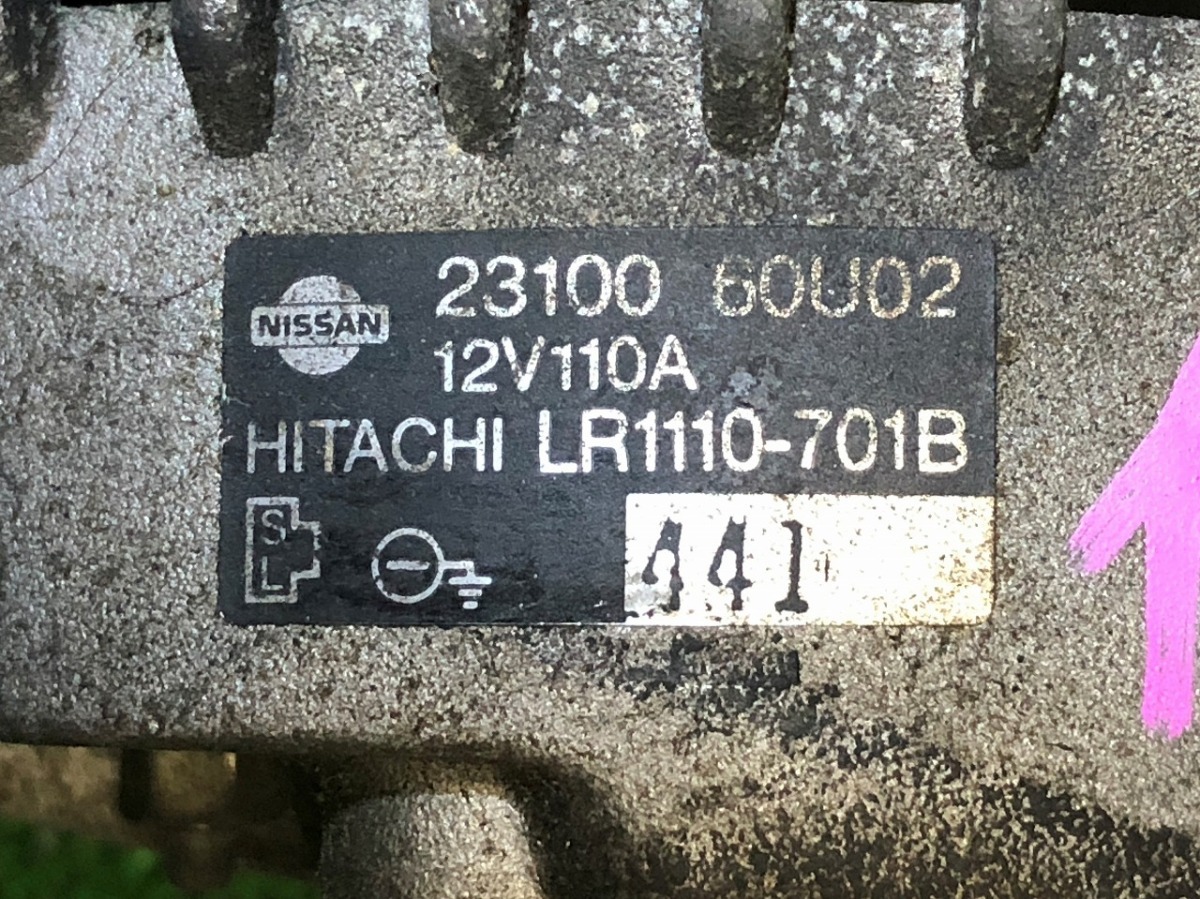 NISSAN
23100 60U02
12V110A
HITACHI LR1110-701B
S
L
441